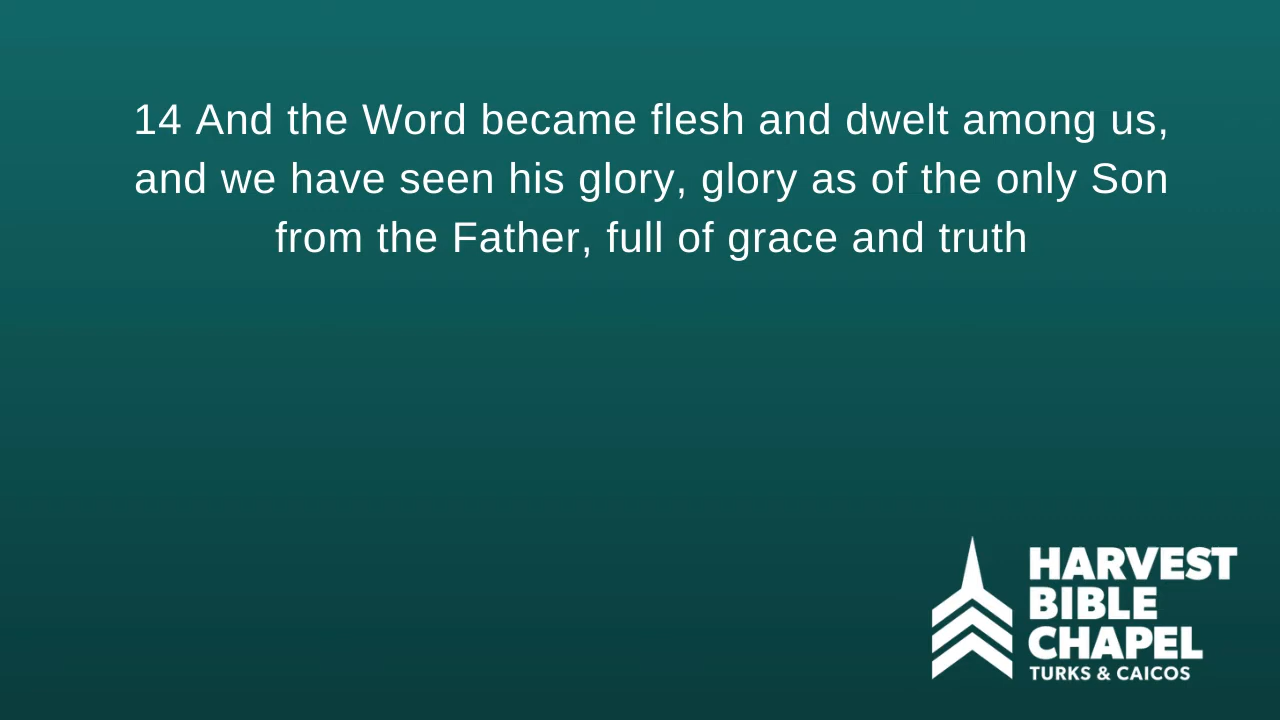 14 And the Word became flesh and dwelt among us,
and we have seen his glory, glory as of the only Son
from the Father, full of grace and truth
HARVEST
BIBLE
CHAPEL
TURKS & CAICOS